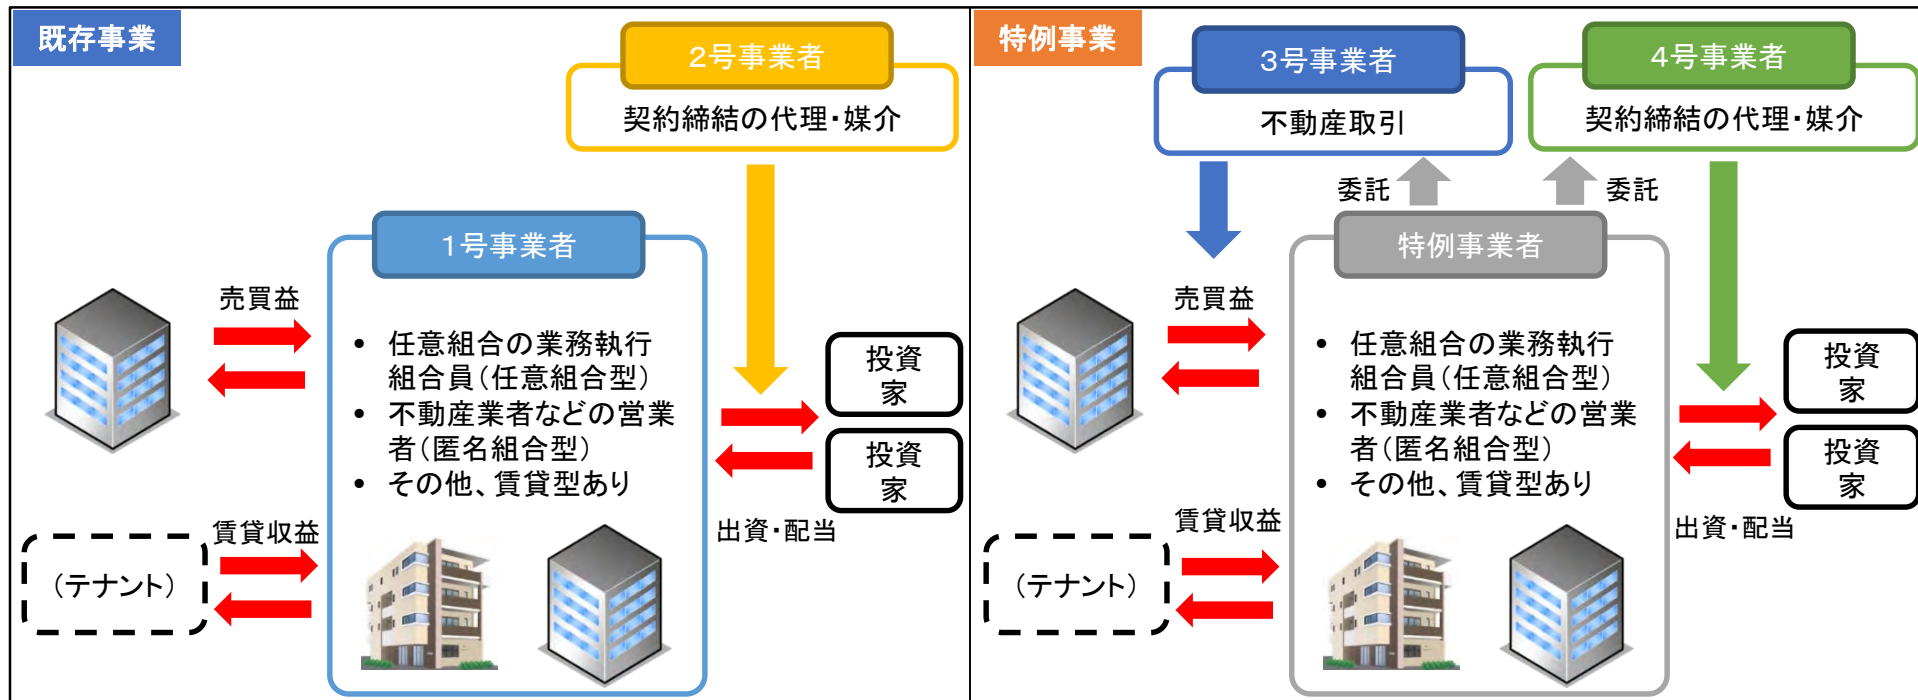 既存事業
2号事業者
契約締結の代理・媒介
1号事業者
売買益
• 任意組合の業務執行
組合員(任意組合型)
• 不動産業者などの営業
者(匿名組合型)
• その他、賃貸型あり
投資
家
投資
家
出資・配当
賃貸収益
(テナント)
特例事業
3号事業者
不動産取引
4号事業者
契約締結の代理・媒介
委託
委託
特例事業者
売買益
• 任意組合の業務執行
組合員(任意組合型)
• 不動産業者などの営業
者(匿名組合型)
• その他、賃貸型あり
投資
家
投資
家
出資・配当
賃貸収益
(テナント)